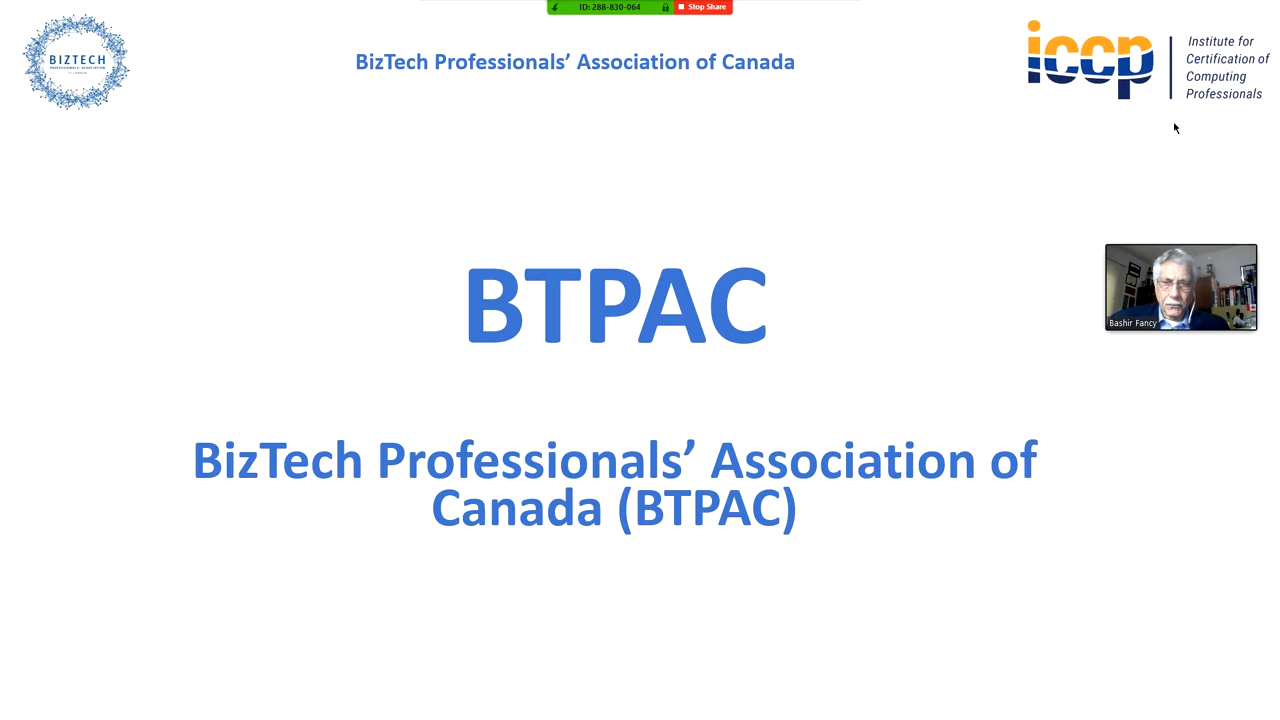 ID: 288-830-064
Stop Share
BIZTECH
BizTech Professionals’ Association of Canada
iccp
Institute for
Certification of
Computing
Professionals
BTPAC
Bashir Fancy
BizTech Professionals’ Association of
Canada (BTPAC)